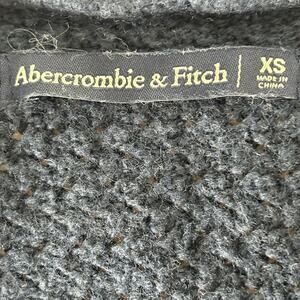 Abercrombie & Fitch
XS
MADE IN
CHINA